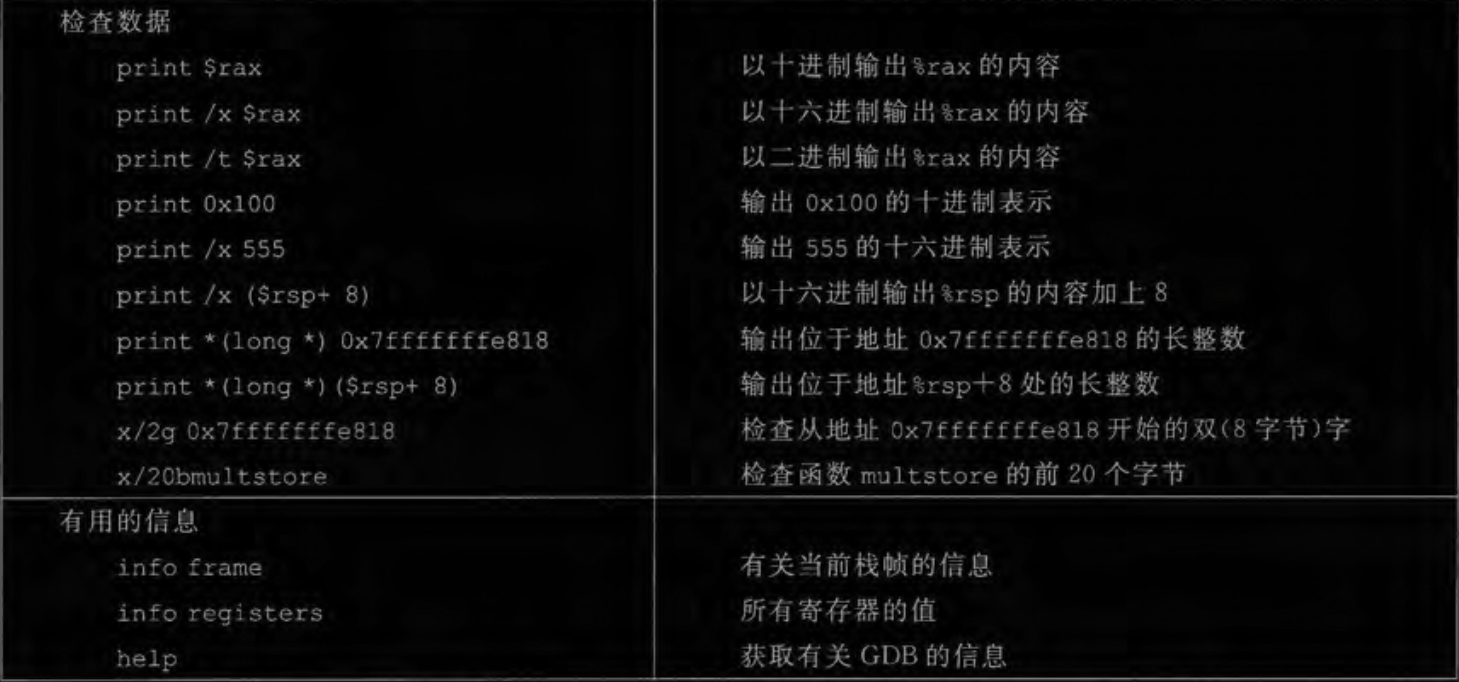 检查数据
print $rax 以十进制输出%rax 的内容
print /x $rax 以十六进制输出%rax 的内容
print /t $rax 以二进制输出%rax 的内容
print 0x100 输出 0x100 的十进制表示
print /x 555 输出 555 的十六进制表示
print /x ($rsp+ 8) 以十六进制输出%rsp 的内容加上 8
print *(long *) 0x7fffffffe818 输出位于地址 0x7fffffffe818 的长整数
print *(long *)($rsp+ 8) 输出位于地址%rsp+8 处的长整数
x/2g 0x7fffffffe818 检查从地址 0x7fffffffe818 开始的双(8 字节)字
x/20bmultstore 检查函数 multstore 的前 20 个字节
有用的信息
info frame 有关当前栈帧的信息
info registers 所有寄存器的值
help 获取有关 GDB 的信息